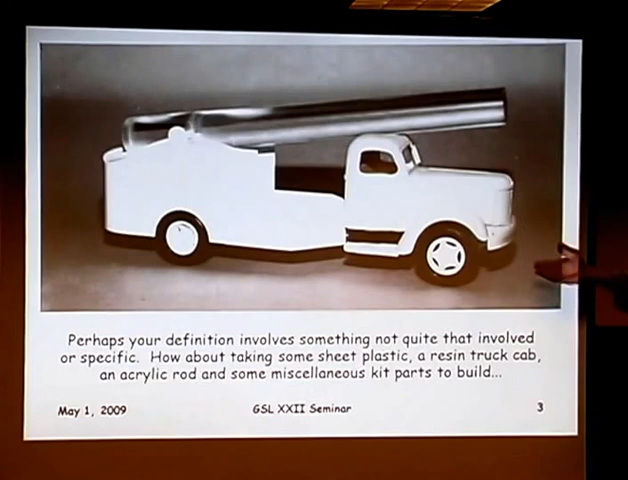 Perhaps your definition involves something not quite that involved
or specific. How about taking some sheet plastic, a resin truck cab,
an acrylic rod and some miscellaneous kit parts to build...
May 1, 2009
GSL XXII Seminar
3